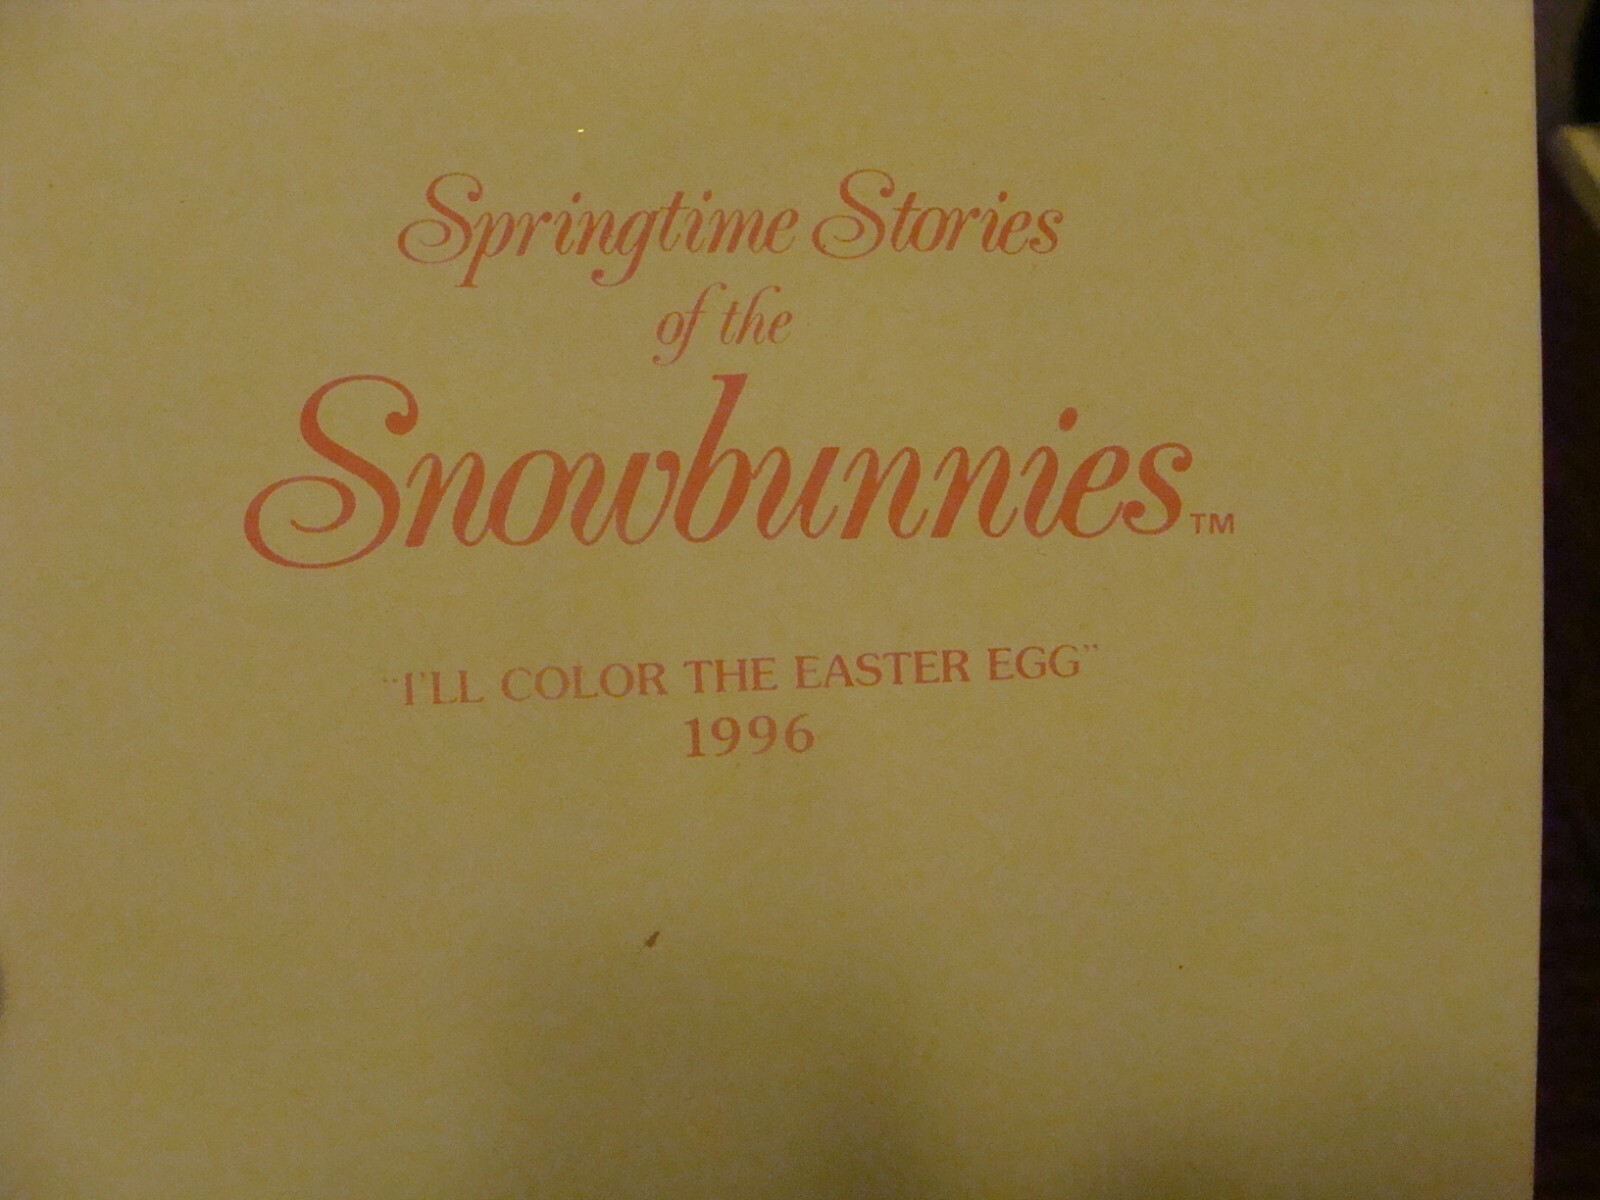 Springtime Stories
of the
Snowbunnies™
"I'LL COLOR THE EASTER EGG"
1996